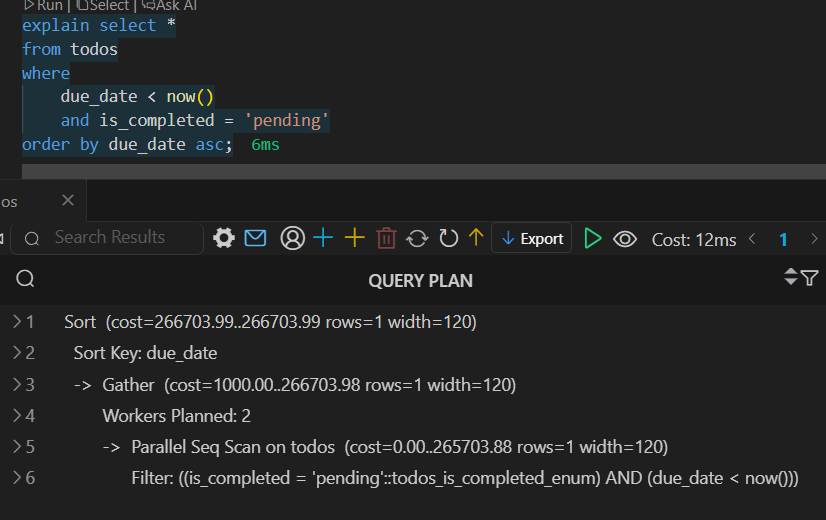 Run | Select | Ask AI
explain select *
from todos
where
due_date < now()
and is_completed = 'pending'
order by due_date asc; 6ms
os
Search Results
Export
Cost: 12ms
1
QUERY PLAN
1 Sort (cost=266703.99..266703.99 rows=1 width=120)
2 Sort Key: due_date
3 -> Gather (cost=1000.00..266703.98 rows=1 width=120)
4 Workers Planned: 2
5 -> Parallel Seq Scan on todos (cost=0.00..265703.88 rows=1 width=120)
6 Filter: ((is_completed = 'pending'::todos_is_completed_enum) AND (due_date < now()))